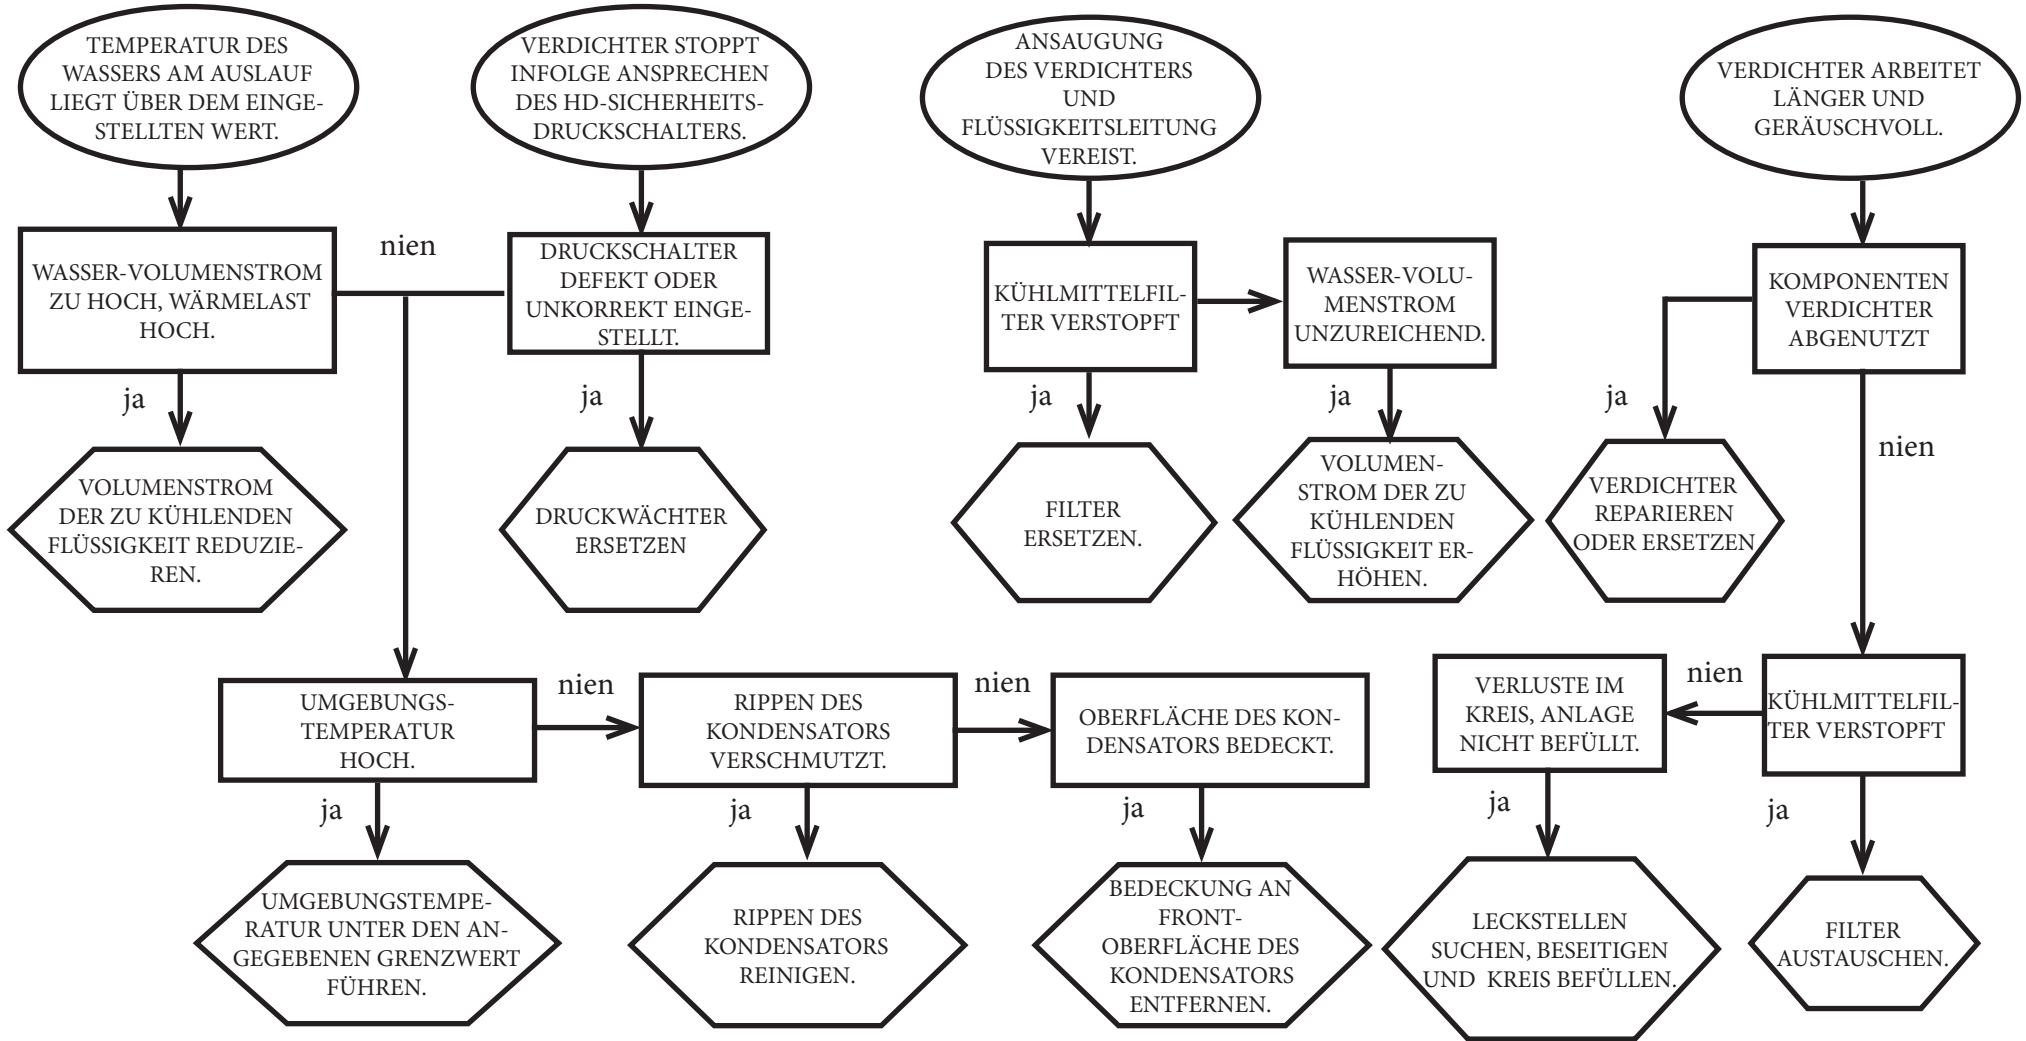 TEMPERATUR DES
WASSERS AM AUSLAUF
LIEGT ÜBER DEM EINGE-
STELLTEN WERT.
VERDICHTER STOPPT
INFOLGE ANSPRECHEN
DES HD-SICHERHEITS-
DRUCKSCHALTERS.
ANSAUGUNG
DES VERDICHTERS
UND
FLÜSSIGKEITSLEITUNG
VEREIST.
VERDICHTER ARBEITET
LÄNGER UND
GERÄUSCHVOLL.
WASSER-VOLUMENSTROM
ZU HOCH, WÄRMELAST
HOCH.
nien
DRUCKSCHALTER
DEFEKT ODER
UNKORREKT EINGE-
STELLT.
KÜHLMITTELFIL-
TER VERSTOPFT
WASSER-VOLU-
MENSTROM
UNZUREICHEND.
KOMPONENTEN
VERDICHTER
ABGENUTZT
ja
ja
ja
ja
ja
nien
VOLUMENSTROM
DER ZU KÜHLENDEN
FLÜSSIGKEIT REDUZIE-
REN.
DRUCKWÄCHTER
ERSETZEN
FILTER
ERSETZEN.
VOLUMEN-
STROM DER ZU
KÜHLENDEN
FLÜSSIGKEIT ER-
HÖHEN.
VERDICHTER
REPARIEREN
ODER ERSETZEN
UMGEBUNGS-
TEMPERATUR
HOCH.
nien
RIPPEN DES
KONDENSATORS
VERSCHMUTZT.
nien
OBERFLÄCHE DES KON-
DENSATORS BEDECKT.
VERLUSTE IM
KREIS, ANLAGE
NICHT BEFÜLLT.
nien
KÜHLMITTELFIL-
TER VERSTOPFT
ja
ja
ja
ja
ja
UMGEBUNGSTEMPE-
RATUR UNTER DEN AN-
GEGEBENEN GRENZWERT
FÜHREN.
RIPPEN DES
KONDENSATORS
REINIGEN.
BEDECKUNG AN
FRONT-
OBERFLÄCHE DES
KONDENSATORS
ENTFERNEN.
LECKSTELLEN
SUCHEN, BESEITIGEN
UND KREIS BEFÜLLEN.
FILTER
AUSTAUSCHEN.